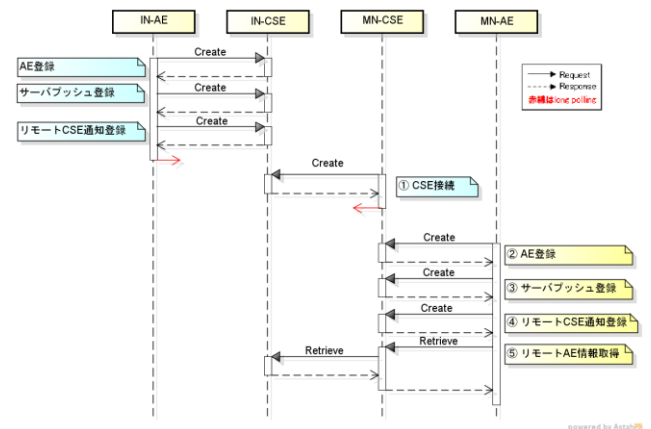 IN-AE
IN-CSE
MN-CSE
MN-AE
Create
AE登録
サーバプッシュ登録
Create
リモートCSE通知登録
Create
Request
Response
赤線はlong polling
Create
① CSE接続
Create
② AE登録
Create
③ サーバプッシュ登録
Create
④ リモートCSE通知登録
Retrieve
Retrieve
⑤ リモートAE情報取得
powered by Astah